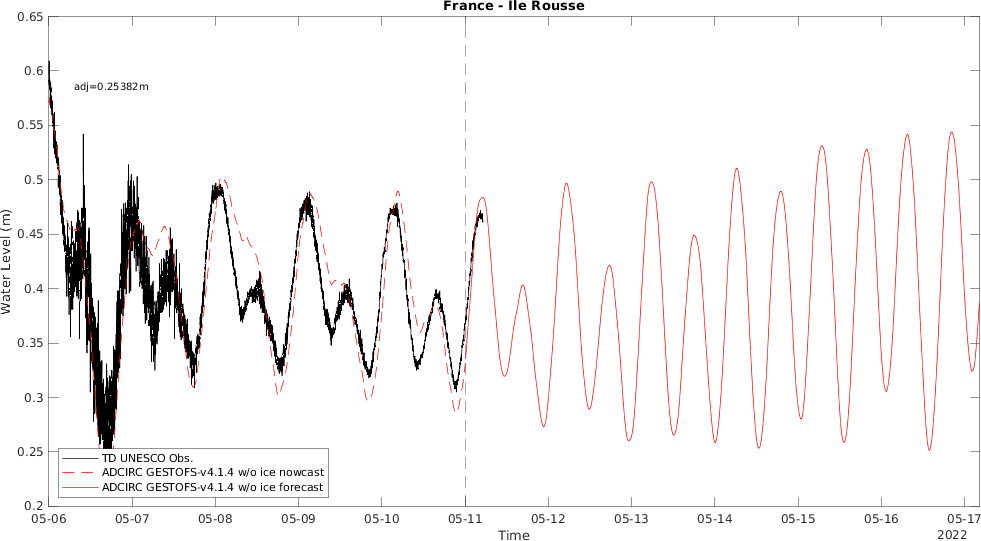 France - Ile Rousse
0.65
0.6
0.55
0.5
0.45
0.4
0.35
0.3
0.25
0.2
Water Level (m)
adj=0.25382m
TD UNESCO Obs.
ADCIRC GESTOFS-v4.1.4 w/o ice nowcast
ADCIRC GESTOFS-v4.1.4 w/o ice forecast
05-06 05-07 05-08 05-09 05-10 05-11 05-12 05-13 05-14 05-15 05-16 05-17
Time
2022